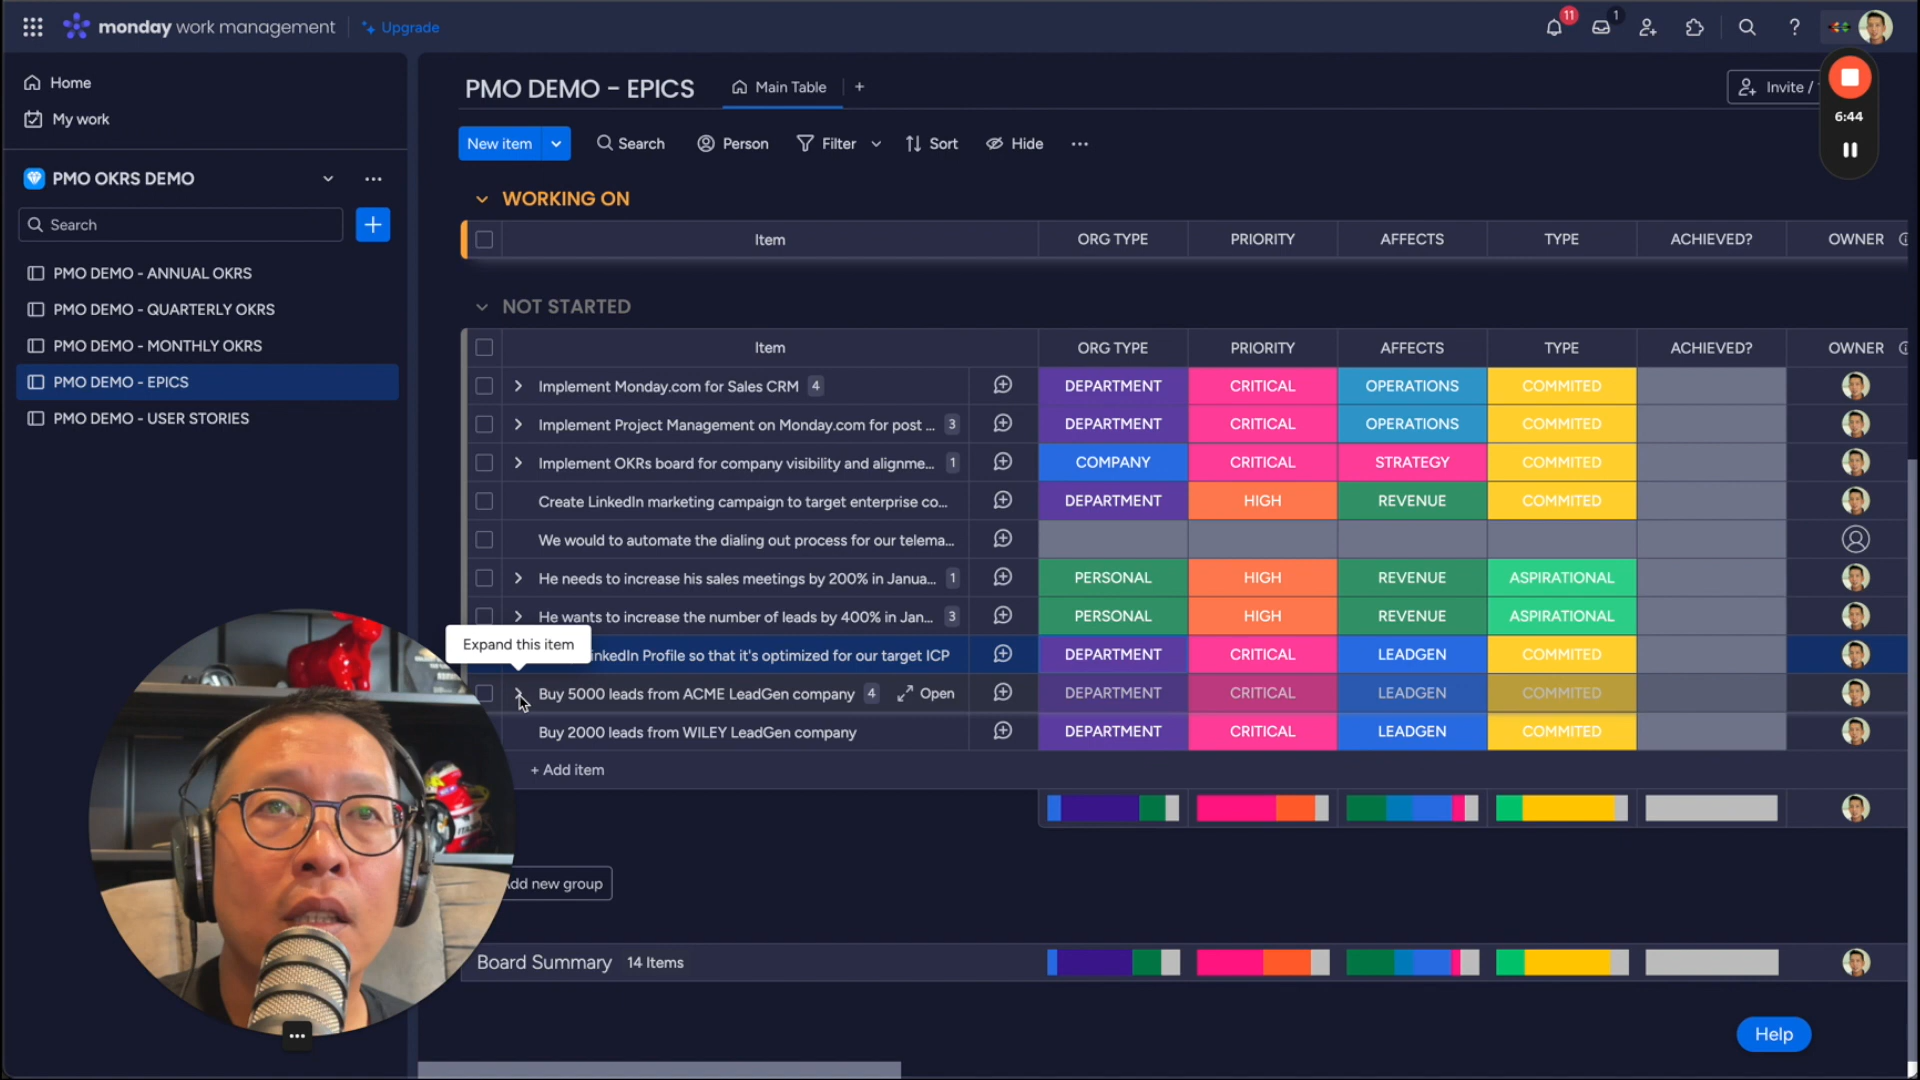 monday work management
Upgrade
11
1
Home
My work
PMO OKRS DEMO
Search
PMO DEMO - ANNUAL OKRS
PMO DEMO - QUARTERLY OKRS
PMO DEMO - MONTHLY OKRS
PMO DEMO - EPICS
PMO DEMO - USER STORIES
PMO DEMO - EPICS
Main Table
Invite /
6:44
New item
Search
Person
Filter
Sort
Hide
WORKING ON
Item ORG TYPE PRIORITY AFFECTS TYPE ACHIEVED? OWNER
NOT STARTED
Item ORG TYPE PRIORITY AFFECTS TYPE ACHIEVED? OWNER
Implement Monday.com for Sales CRM 4 DEPARTMENT CRITICAL OPERATIONS COMMITED
Implement Project Management on Monday.com for post ... 3 DEPARTMENT CRITICAL OPERATIONS COMMITED
Implement OKRs board for company visibility and alignme... 1 COMPANY CRITICAL STRATEGY COMMITED
Create LinkedIn marketing campaign to target enterprise co... DEPARTMENT HIGH REVENUE COMMITED
We would to automate the dialing out process for our telema...
He needs to increase his sales meetings by 200% in Janua... 1 PERSONAL HIGH REVENUE ASPIRATIONAL
He wants to increase the number of leads by 400% in Jan... 3 PERSONAL HIGH REVENUE ASPIRATIONAL
Expand this item
inkedIn Profile so that it's optimized for our target ICP DEPARTMENT CRITICAL LEADGEN COMMITED
Buy 5000 leads from ACME LeadGen company 4 Open DEPARTMENT CRITICAL LEADGEN COMMITED
Buy 2000 leads from WILEY LeadGen company DEPARTMENT CRITICAL LEADGEN COMMITED
+ Add item
dd new group
Board Summary 14 Items
Help